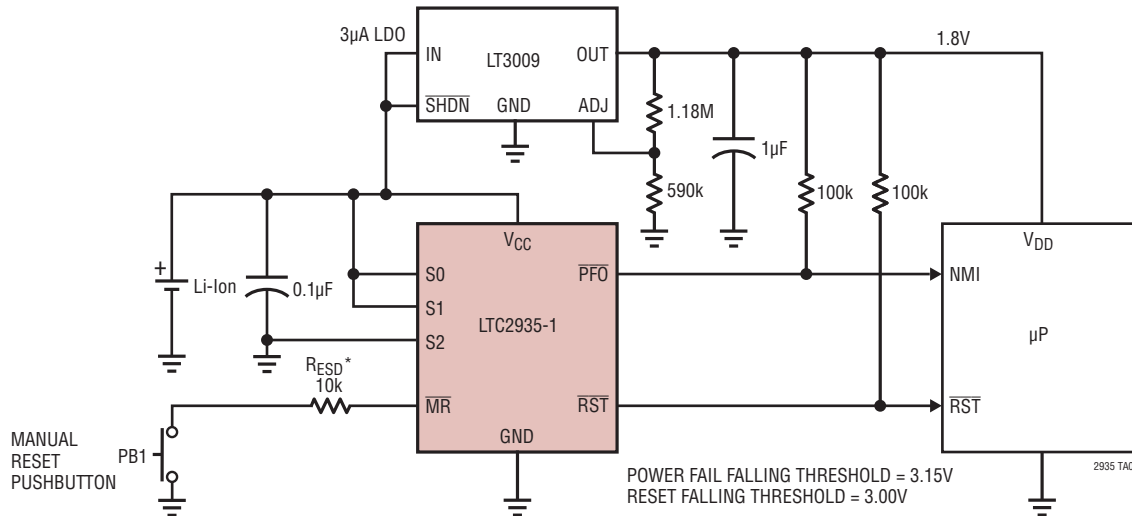 3µA LDO
IN
LT3009
OUT
1.8V
SHDN
GND
ADJ
1.18M
1µF
590k
100k
100k
VCC
VDD
S0
PFO
NMI
Li-Ion
0.1µF
S1
LTC2935-1
µP
S2
RESD*
10k
MR
RST
RST
GND
MANUAL
RESET
PUSHBUTTON
PB1
POWER FAIL FALLING THRESHOLD = 3.15V
RESET FALLING THRESHOLD = 3.00V
2935
+